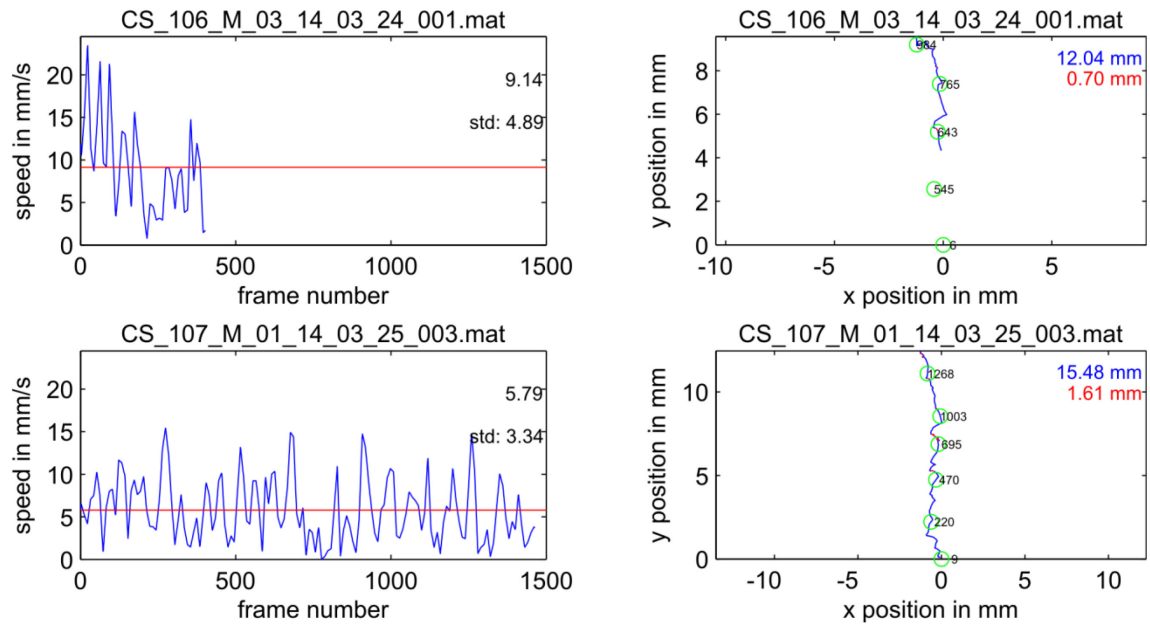 CS_106_M_03_14_03_24_001.mat
20
15
10
5
0
speed in mm/s
9.14
std: 4.89
0
500
1000
1500
frame number
CS_106_M_03_14_03_24_001.mat
8
6
4
2
0
y position in mm
984
765
643
545
6
12.04 mm
0.70 mm
-10
-5
0
5
x position in mm
CS_107_M_01_14_03_25_003.mat
20
15
10
5
0
speed in mm/s
5.79
std: 3.34
0
500
1000
1500
frame number
CS_107_M_01_14_03_25_003.mat
10
5
0
y position in mm
1268
1003
695
470
220
9
15.48 mm
1.61 mm
-10
-5
0
5
10
x position in mm